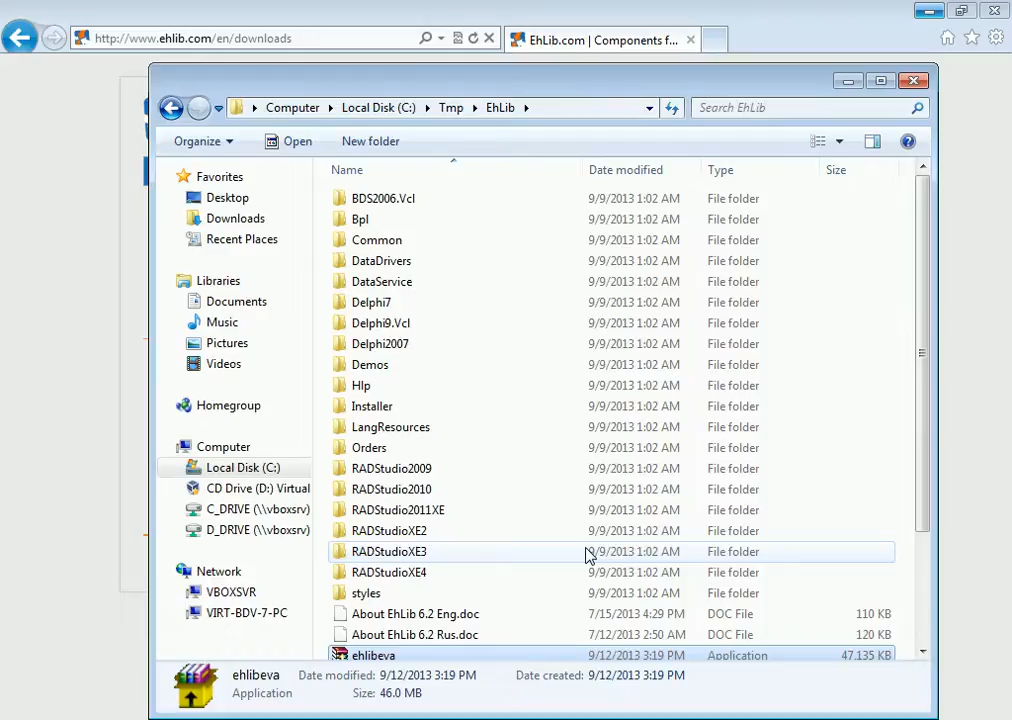 http://www.ehlib.com/en/downloads
EhLib.com | Components f...
Computer Local Disk (C:) Tmp EhLib
Search EhLib
Organize Open New folder
Name Date modified Type Size
Favorites
Desktop
Downloads
Recent Places
Libraries
Documents
Music
Pictures
Videos
Homegroup
Computer
Local Disk (C:)
CD Drive (D:) Virtual
C_DRIVE (\\vboxsrv)
D_DRIVE (\\vboxsrv)
Network
VBOXSVR
VIRT-BDV-7-PC
BDS2006.Vcl 9/9/2013 1:02 AM File folder
Bpl 9/9/2013 1:02 AM File folder
Common 9/9/2013 1:02 AM File folder
DataDrivers 9/9/2013 1:02 AM File folder
DataService 9/9/2013 1:02 AM File folder
Delphi7 9/9/2013 1:02 AM File folder
Delphi9.Vcl 9/9/2013 1:02 AM File folder
Delphi2007 9/9/2013 1:02 AM File folder
Demos 9/9/2013 1:02 AM File folder
Hlp 9/9/2013 1:02 AM File folder
Installer 9/9/2013 1:02 AM File folder
LangResources 9/9/2013 1:02 AM File folder
Orders 9/9/2013 1:02 AM File folder
RADStudio2009 9/9/2013 1:02 AM File folder
RADStudio2010 9/9/2013 1:02 AM File folder
RADStudio2011XE 9/9/2013 1:02 AM File folder
RADStudioXE2 9/9/2013 1:02 AM File folder
RADStudioXE3 9/9/2013 1:02 AM File folder
RADStudioXE4 9/9/2013 1:02 AM File folder
styles 9/9/2013 1:02 AM File folder
About EhLib 6.2 Eng.doc 7/15/2013 4:29 PM DOC File 110 KB
About EhLib 6.2 Rus.doc 7/12/2013 2:50 AM DOC File 120 KB
ehlibeva 9/12/2013 3:19 PM Application 47.135 KB
ehlibeva Date modified: 9/12/2013 3:19 PM Date created: 9/12/2013 3:19 PM
Application Size: 46.0 MB